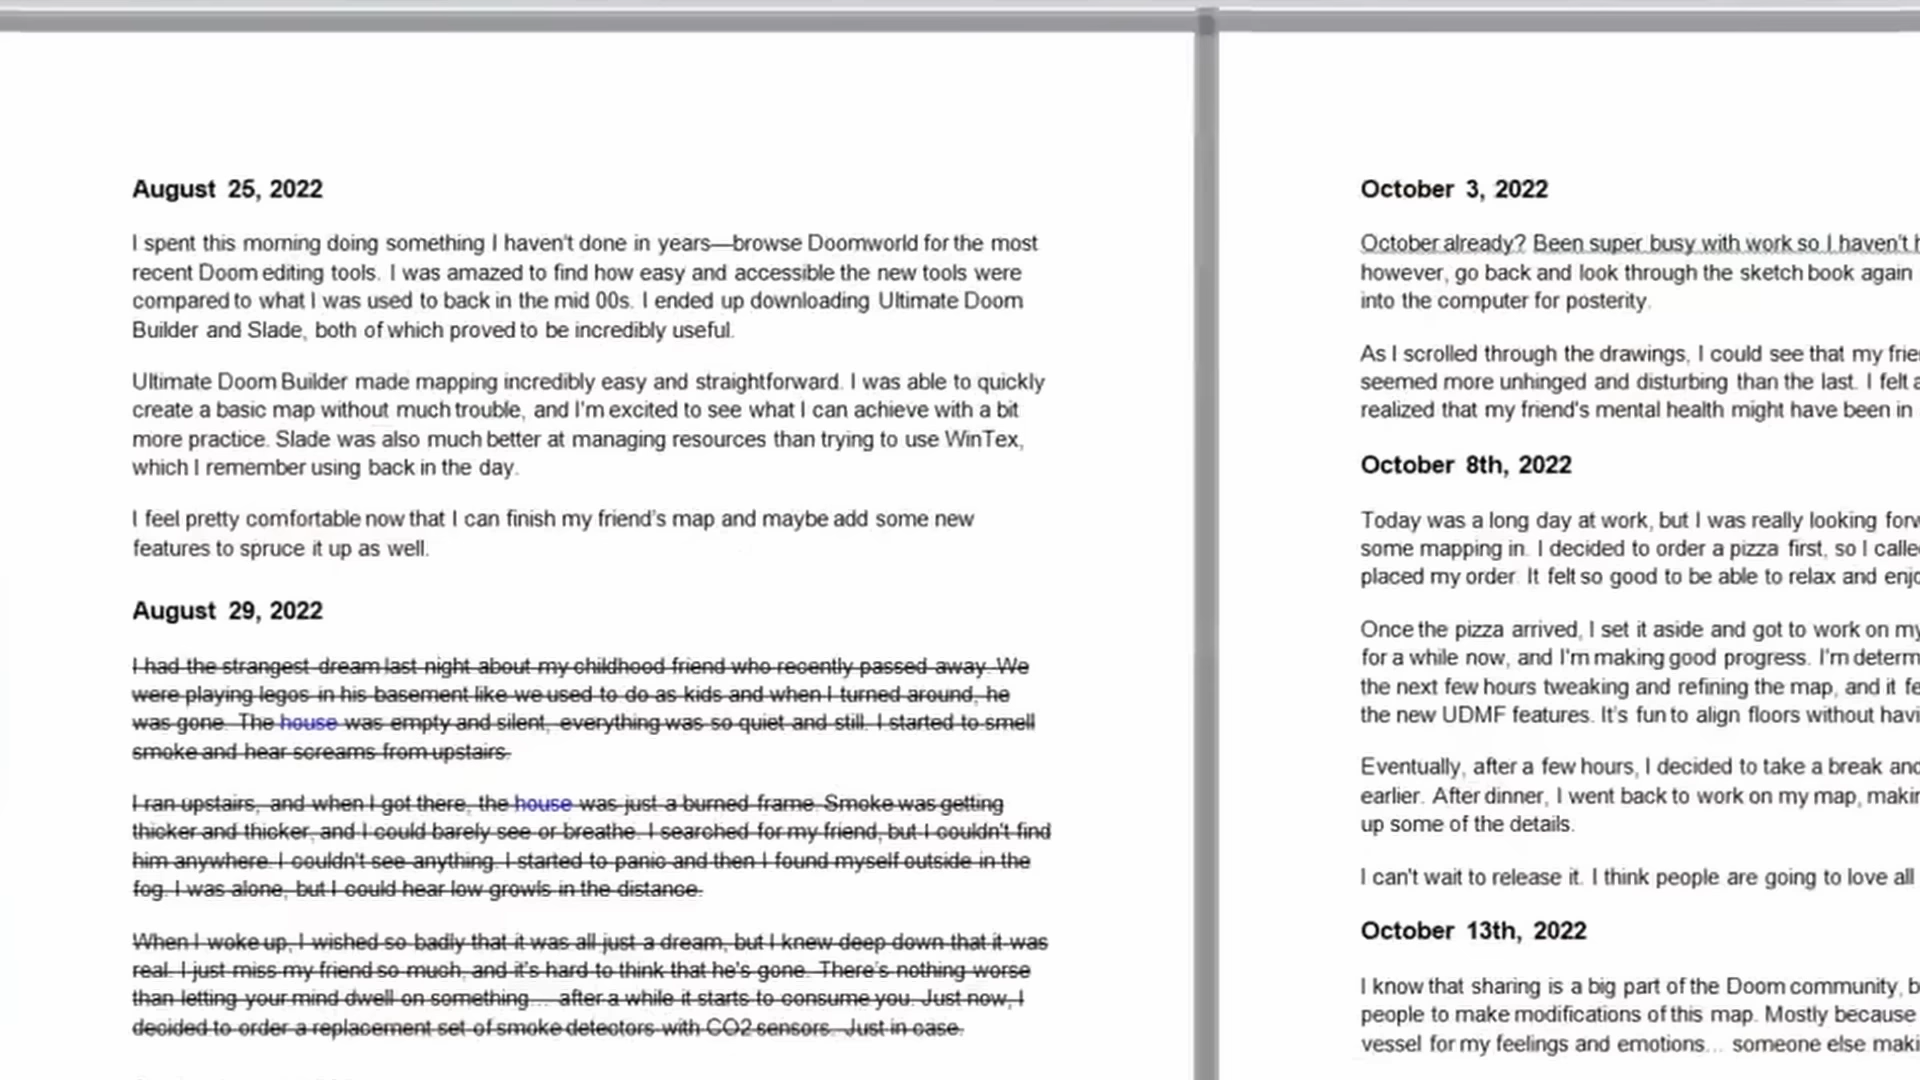 August 25, 2022
I spent this morning doing something I haven't done in years—browse Doomworld for the most
recent Doom editing tools. I was amazed to find how easy and accessible the new tools were
compared to what I was used to back in the mid 00s. I ended up downloading Ultimate Doom
Builder and Slade, both of which proved to be incredibly useful.
Ultimate Doom Builder made mapping incredibly easy and straightforward. I was able to quickly
create a basic map without much trouble, and I'm excited to see what I can achieve with a bit
more practice. Slade was also much better at managing resources than trying to use WinTex,
which I remember using back in the day.
I feel pretty comfortable now that I can finish my friend's map and maybe add some new
features to spruce it up as well.
August 29, 2022
I had the strangest dream last night about my childhood friend who recently passed away. We
were playing legos in his basement like we used to do as kids and when I turned around, he
was gone. The house was empty and silent, everything was so quiet and still. I started to smell
smoke and hear screams from upstairs.
I ran upstairs, and when I got there, the house was just a burned frame. Smoke was getting
thicker and thicker, and I could barely see or breathe. I searched for my friend, but I couldn't find
him anywhere. I couldn't see anything. I started to panic and then I found myself outside in the
fog. I was alone, but I could hear low growls in the distance.
When I woke up, I wished so badly that it was all just a dream, but I knew deep down that it was
real. I just miss my friend so much, and it's hard to think that he's gone. There's nothing worse
than letting your mind dwell on something... after a while it starts to consume you. Just now, I
decided to order a replacement set of smoke detectors with CO2 sensors. Just in case.
October 3, 2022
October already? Been super busy with work so I haven't
however, go back and look through the sketch book again
into the computer for posterity.
As I scrolled through the drawings, I could see that my
seemed more unhinged and disturbing than the last. I felt
realized that my friend's mental health might have been in
October 8th, 2022
Today was a long day at work, but I was really looking
some mapping in. I decided to order a pizza first, so I
placed my order. It felt so good to be able to relax and
Once the pizza arrived, I set it aside and got to work on my
for a while now, and I'm making good progress. I'm
the next few hours tweaking and refining the map, and it
the new UDMF features. It's fun to align floors without
Eventually, after a few hours, I decided to take a break
earlier. After dinner, I went back to work on my map,
up some of the details.
I can't wait to release it. I think people are going to love all
October 13th, 2022
I know that sharing is a big part of the Doom community,
people to make modifications of this map. Mostly because
vessel for my feelings and emotions... someone else